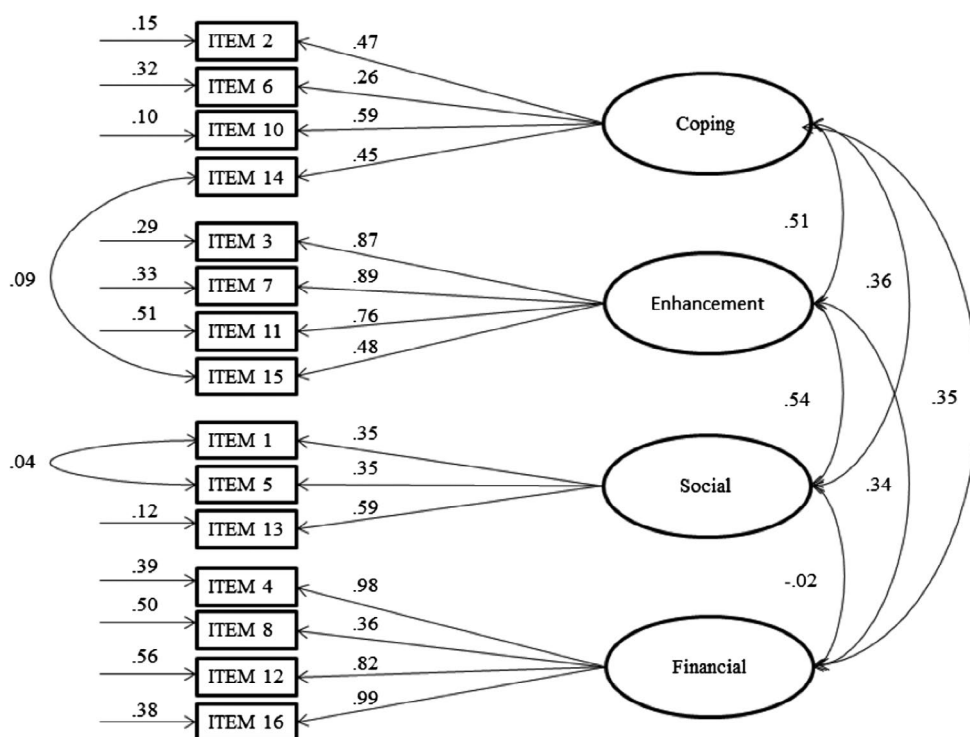 .15
ITEM 2
.47
.32
ITEM 6
.26
.10
ITEM 10
.59
ITEM 14
.45
Coping
.29
ITEM 3
.87
.33
ITEM 7
.89
.51
ITEM 11
.76
ITEM 15
.48
Enhancement
.09
.51
.36
ITEM 1
.35
ITEM 5
.35
.12
ITEM 13
.59
Social
.04
.54
.35
.34
.39
ITEM 4
.98
.50
ITEM 8
.36
.56
ITEM 12
.82
.38
ITEM 16
.99
Financial
-.02